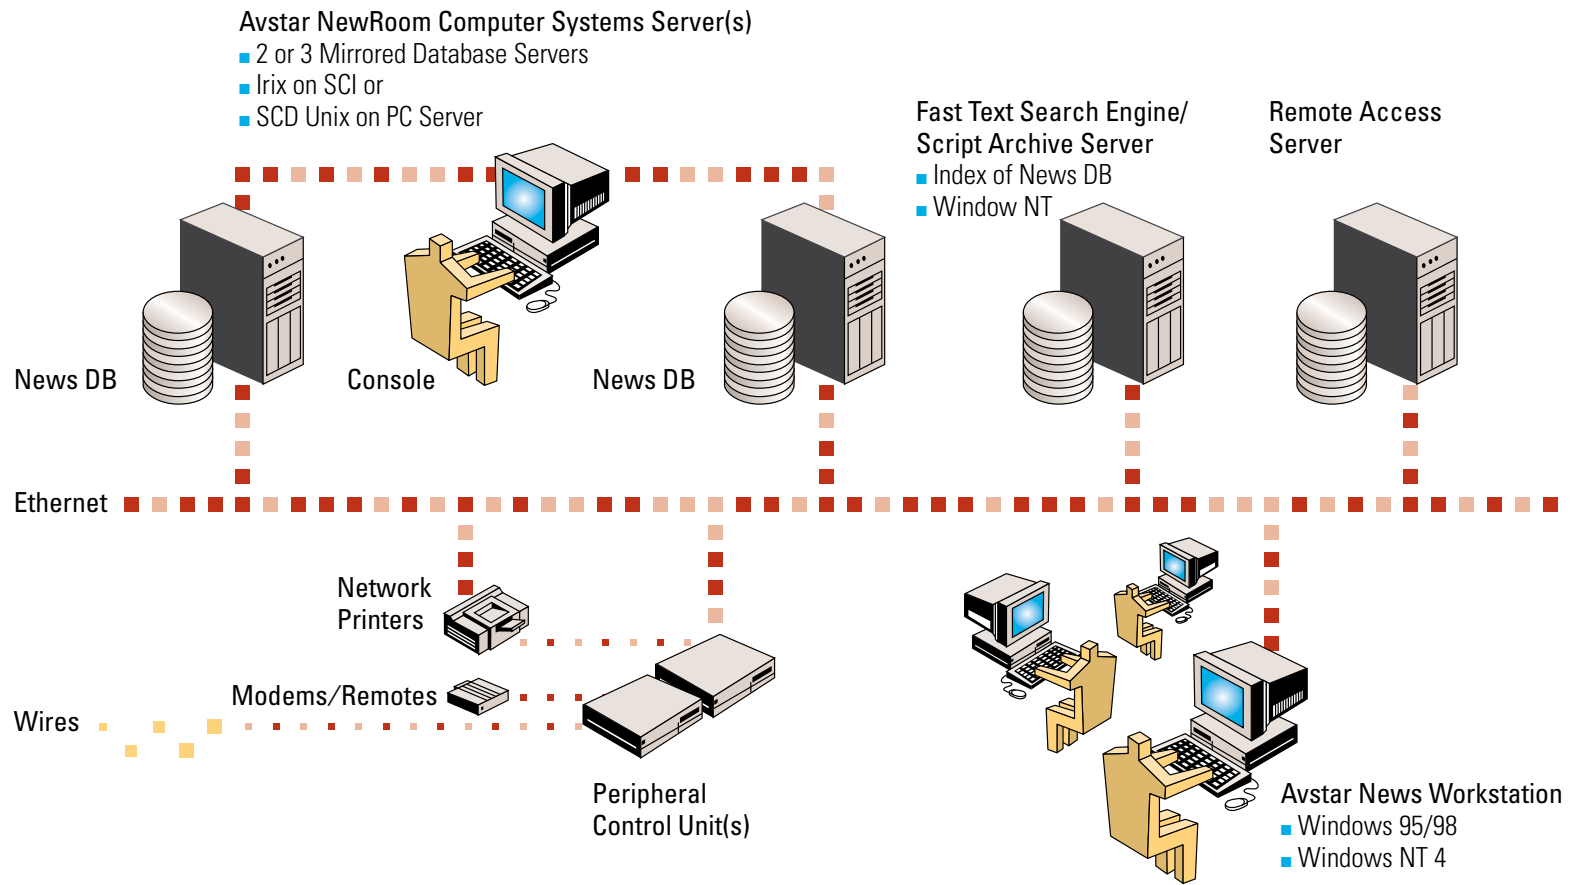 Avstar NewRoom Computer Systems Server(s)
2 or 3 Mirrored Database Servers
Irix on SCI or
SCD Unix on PC Server
Fast Text Search Engine/
Script Archive Server
Index of News DB
Window NT
Remote Access
Server
News DB
Console
News DB
Ethernet
Network
Printers
Modems/Remotes
Wires
Peripheral
Control Unit(s)
Avstar News Workstation
Windows 95/98
Windows NT 4